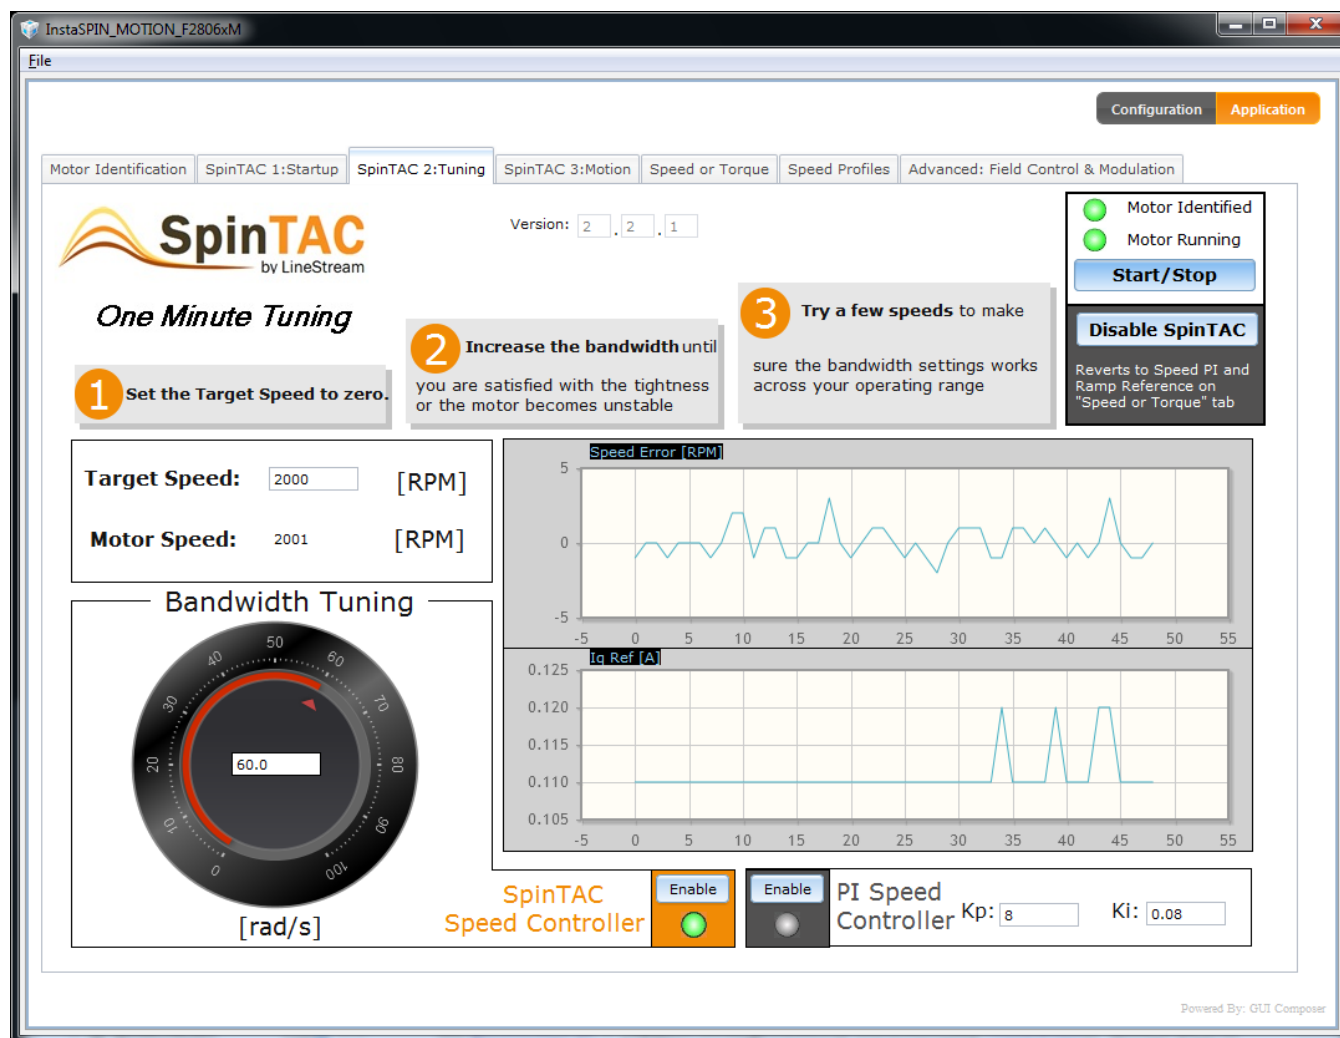 InstaSPIN_MOTION_F2806xM
File
Configuration Application
Motor Identification SpinTAC 1:Startup SpinTAC 2:Tuning SpinTAC 3:Motion Speed or Torque Speed Profiles Advanced: Field Control & Modulation
SpinTAC
by LineStream
Version: 2 . 2 . 1
Motor Identified
Motor Running
Start/Stop
One Minute Tuning
1 Set the Target Speed to zero.
2 Increase the bandwidth until
you are satisfied with the tightness
or the motor becomes unstable
3 Try a few speeds to make
sure the bandwidth settings works
across your operating range
Disable SpinTAC
Reverts to Speed PI and
Ramp Reference on
"Speed or Torque" tab
Target Speed: 2000 [RPM]
Motor Speed: 2001 [RPM]
Speed Error [RPM]
5
0
-5
-5 0 5 10 15 20 25 30 35 40 45 50 55
Iq Ref [A]
0.125
0.120
0.115
0.110
0.105
-5 0 5 10 15 20 25 30 35 40 45 50 55
Bandwidth Tuning
0 10 20 30 40 50 60 70 80 90 100
60.0
[rad/s]
SpinTAC
Speed Controller
Enable
Enable
PI Speed
Controller
Kp: 8
Ki: 0.08
Powered By: GUI Composer